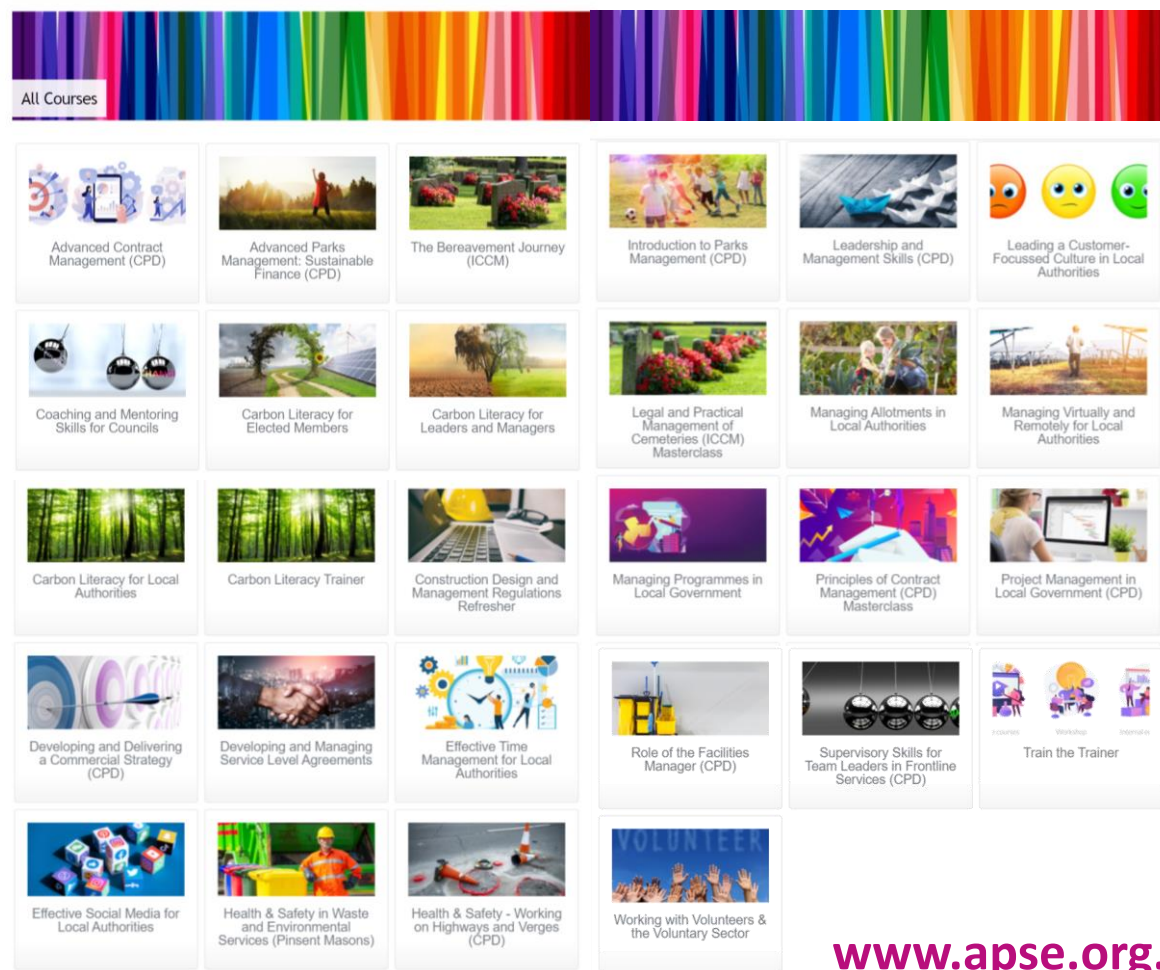 All Courses
Advanced Contract
Management (CPD)
Advanced Parks
Management: Sustainable
Finance (CPD)
The Bereavement Journey
(ICCM)
Coaching and Mentoring
Skills for Councils
Carbon Literacy for
Elected Members
Carbon Literacy for
Leaders and Managers
Carbon Literacy for Local
Authorities
Carbon Literacy Trainer
Construction Design and
Management Regulations
Refresher
Developing and Delivering
a Commercial Strategy
(CPD)
Developing and Managing
Service Level Agreements
Effective Time
Management for Local
Authorities
Effective Social Media for
Local Authorities
Health & Safety in Waste
and Environmental
Services (Pinsent Masons)
Health & Safety - Working
on Highways and Verges
(CPD)
Introduction to Parks
Management (CPD)
Leadership and
Management Skills (CPD)
Leading a Customer-
Focussed Culture in Local
Authorities
Legal and Practical
Management of
Cemeteries (ICCM)
Masterclass
Managing Allotments in
Local Authorities
Managing Virtually and
Remotely for Local
Authorities
Managing Programmes in
Local Government
Principles of Contract
Management (CPD)
Masterclass
Project Management in
Local Government (CPD)
Role of the Facilities
Manager (CPD)
Supervisory Skills for
Team Leaders in Frontline
Services (CPD)
courses
Workshop
Train the Trainer
VOLUNTEER
Working with Volunteers &
the Voluntary Sector
www.apse.org.